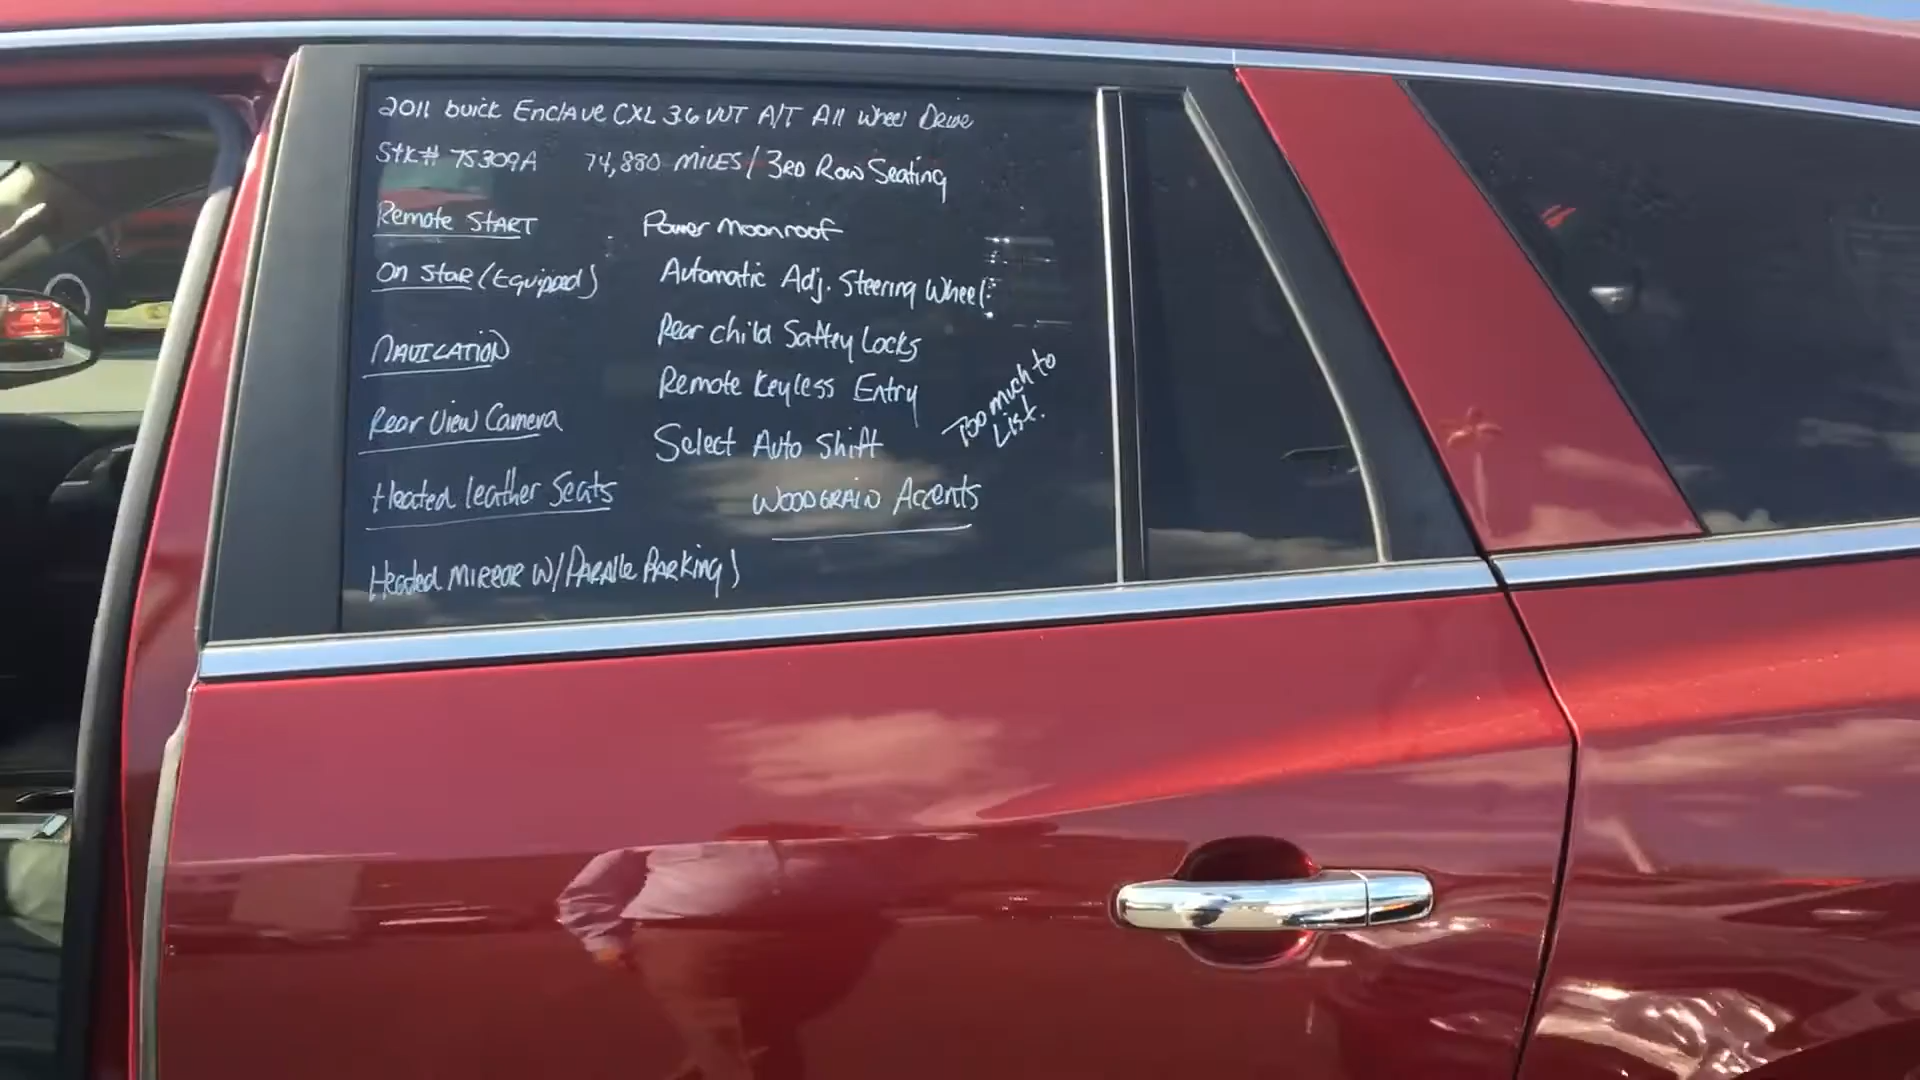 2011 buick Enclave CXL 3.6 VVT A/T All Wheel Drive
Stk# 75309A 74,880 MILES / 3RD Row Seating
Remote START
Power moonroof
On Star (Equipped)
Automatic Adj. Steering Wheel
NAVIGATION
Rear child Saftey Locks
Remote Keyless Entry
Rear View Camera
Select Auto Shift
Too much to
List.
Heated leather Seats
WOODGRAIN Accents
Heated MIRROR W/PARALLE PARKING)